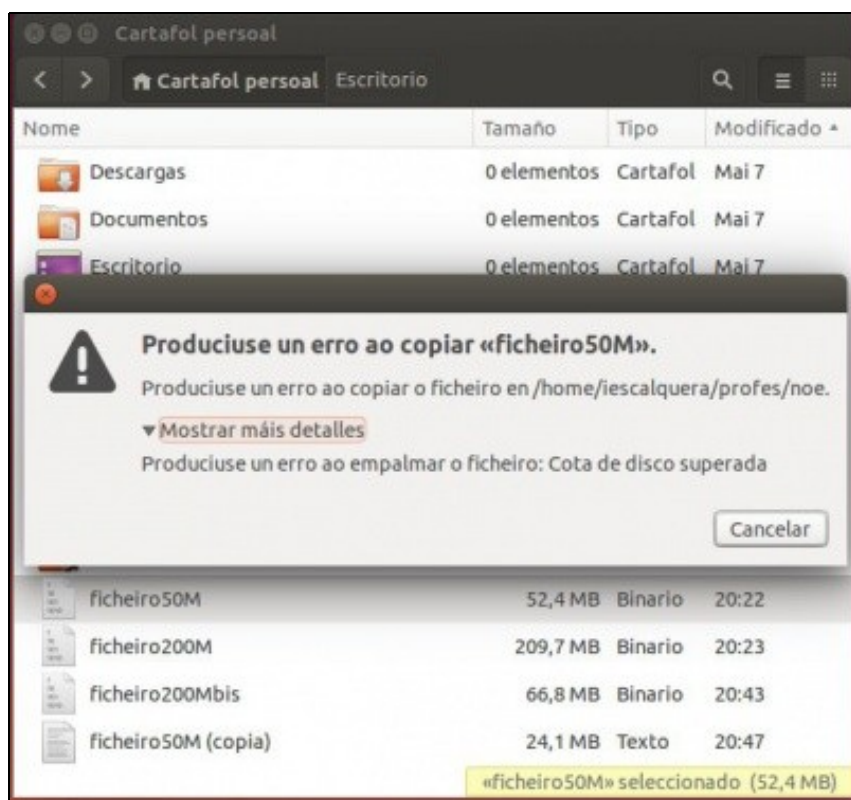 Cartafol persoal
Cartafol persoal Escritorio
Nome Tamaño Tipo Modificado
Descargas 0 elementos Cartafol Mai 7
Documentos 0 elementos Cartafol Mai 7
Escritorio 0 elementos Cartafol Mai 7
Produciuse un erro ao copiar «ficheiro50M».
Produciuse un erro ao copiar o ficheiro en /home/iescalquera/profes/noe.
Mostrar máis detalles
Produciuse un erro ao empalmar o ficheiro: Cota de disco superada
Cancelar
ficheiro50M 52,4 MB Binario 20:22
ficheiro200M 209,7 MB Binario 20:23
ficheiro200Mbis 66,8 MB Binario 20:43
ficheiro50M (copia) 24,1 MB Texto 20:47
«ficheiro50M» seleccionado (52,4 MB)